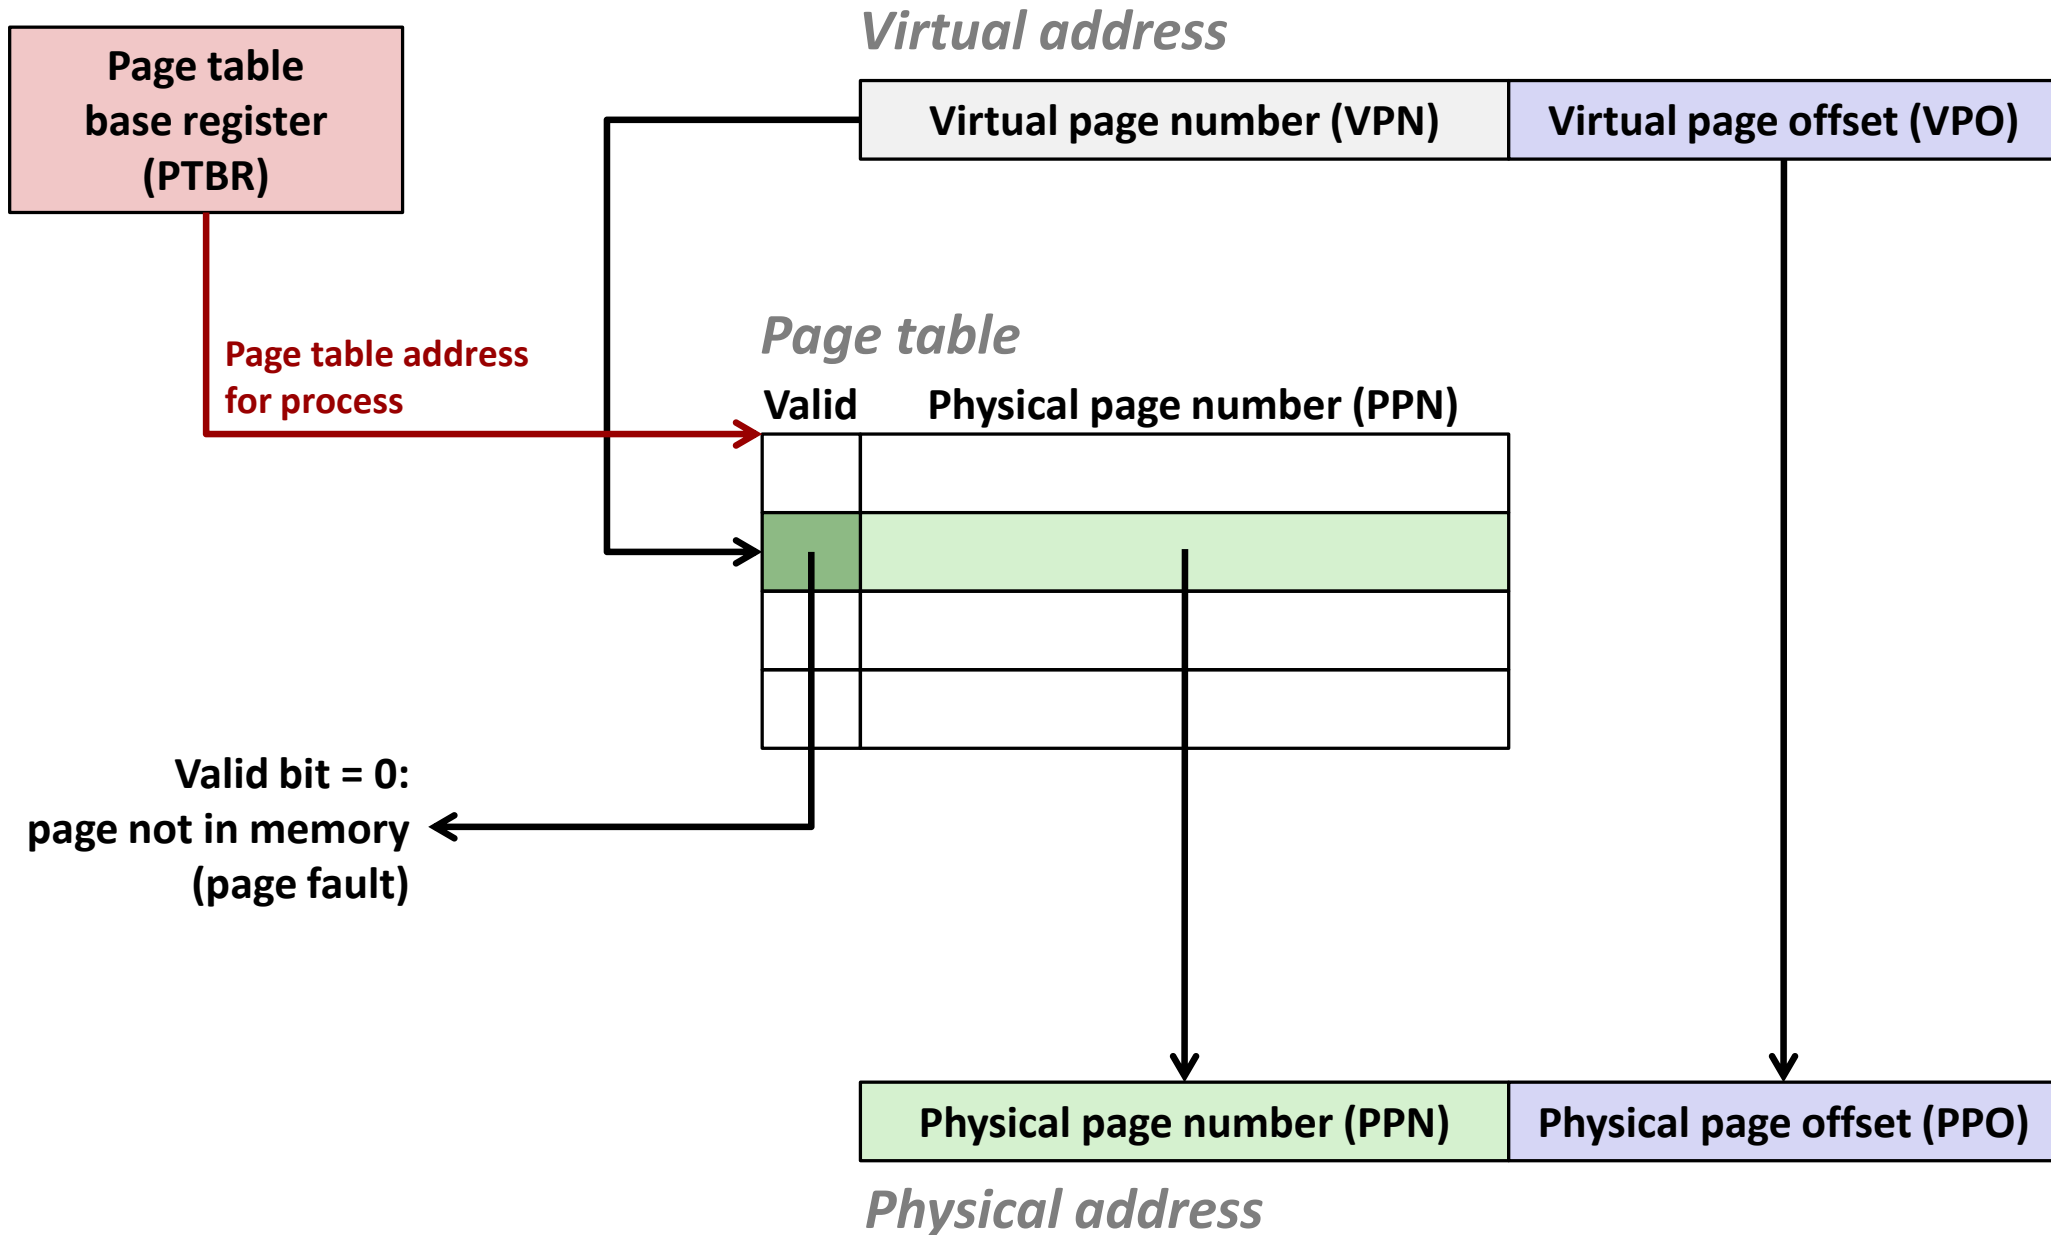 Virtual address
Page table
base register
(PTBR)
Virtual page number (VPN)
Virtual page offset (VPO)
Page table address
for process
Page table
Valid
Physical page number (PPN)
Valid bit = 0:
page not in memory
(page fault)
Physical page number (PPN)
Physical page offset (PPO)
Physical address